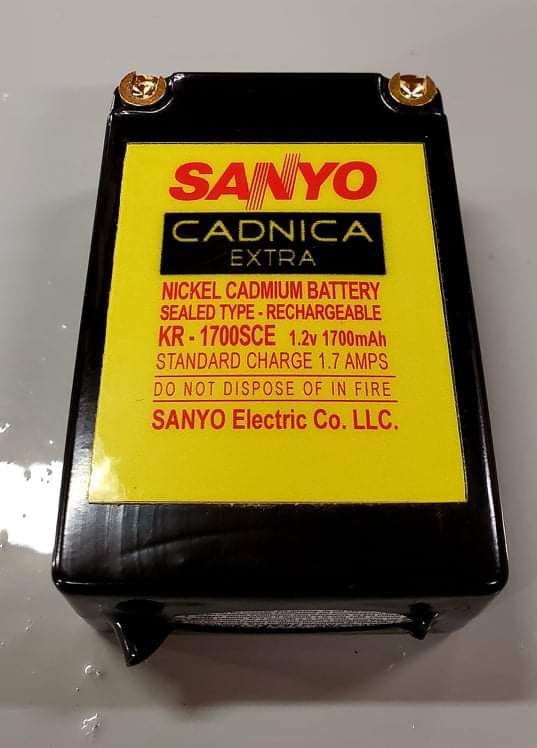 SANYO
CADNICA
EXTRA
NICKEL CADMIUM BATTERY
SEALED TYPE - RECHARGEABLE
KR - 1700SCE 1.2v 1700mAh
STANDARD CHARGE 1.7 AMPS
DO NOT DISPOSE OF IN FIRE
SANYO Electric Co. LLC.